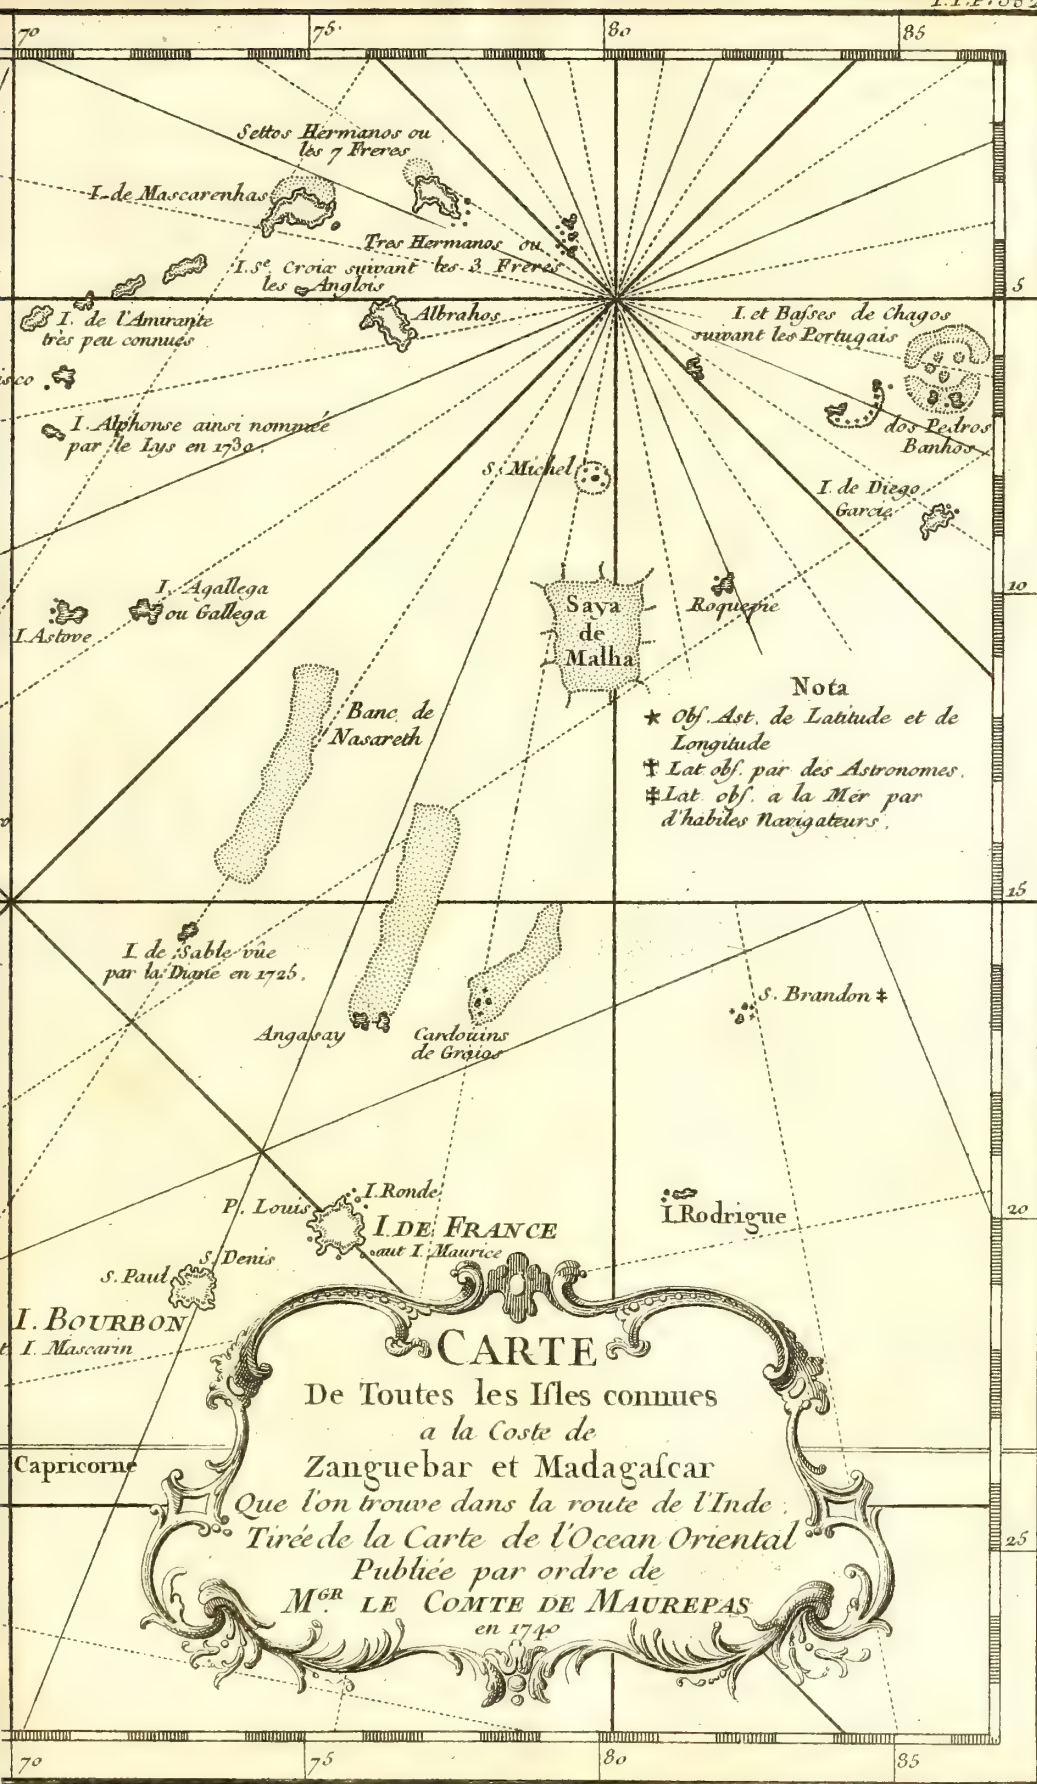 70 75 80 85
Settos Hermanos ou
les 7 Freres
I. de Mascarenhas
Tres Hermanos ou
I. Sᵉ. Croix suivant les 3 Freres
les Anglois
5
I. de l'Amirante
très peu connues
Albrahos
I. et Baſses de Chagos
suivant les Portugais
dos Pedros
Banhos
I. Alphonse ainsi nommée
par le Lys en 1730.
S. Michel
I. de Diego
Garcie
10
I. Agallega
ou Gallega
I. Astove
Saya
de
Malha
Roquepie
Banc de
Nasareth
Nota
★ Obſ. Ast. de Latitude et de
Longitude
✝ Lat obſ. par des Astronomes.
‡ Lat. obſ. a la Mer par
d'habiles Navigateurs.
15
I. de Sable vûe
par la Diane en 1725.
Angasay
Cardouins
de Graios
S. Brandon ‡
P. Louis
I. Ronde
I. DE FRANCE
aut I. Maurice
I. Rodrigue
20
S. Denis
S. Paul
I. BOURBON
I. Mascarin
CARTE
De Toutes les Iſles connues
a la Coste de
Zanguebar et Madagaſcar
Que l'on trouve dans la route de l'Inde :
Tirée de la Carte de l'Ocean Oriental
Publiée par ordre de
Mᴳᴿ. LE COMTE DE MAUREPAS
en 1740
Capricorne
25
70 75 80 85